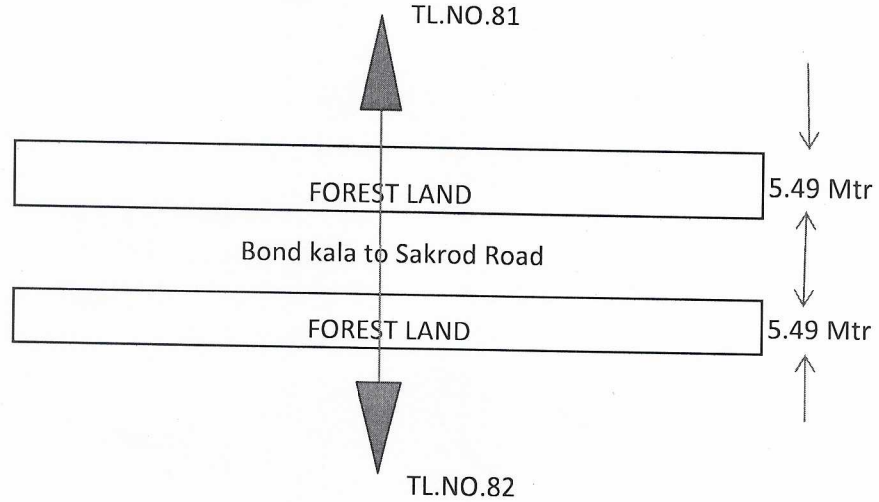 TL.NO.81
FOREST LAND
5.49 Mtr
Bond kala to Sakrod Road
FOREST LAND
5.49 Mtr
TL.NO.82